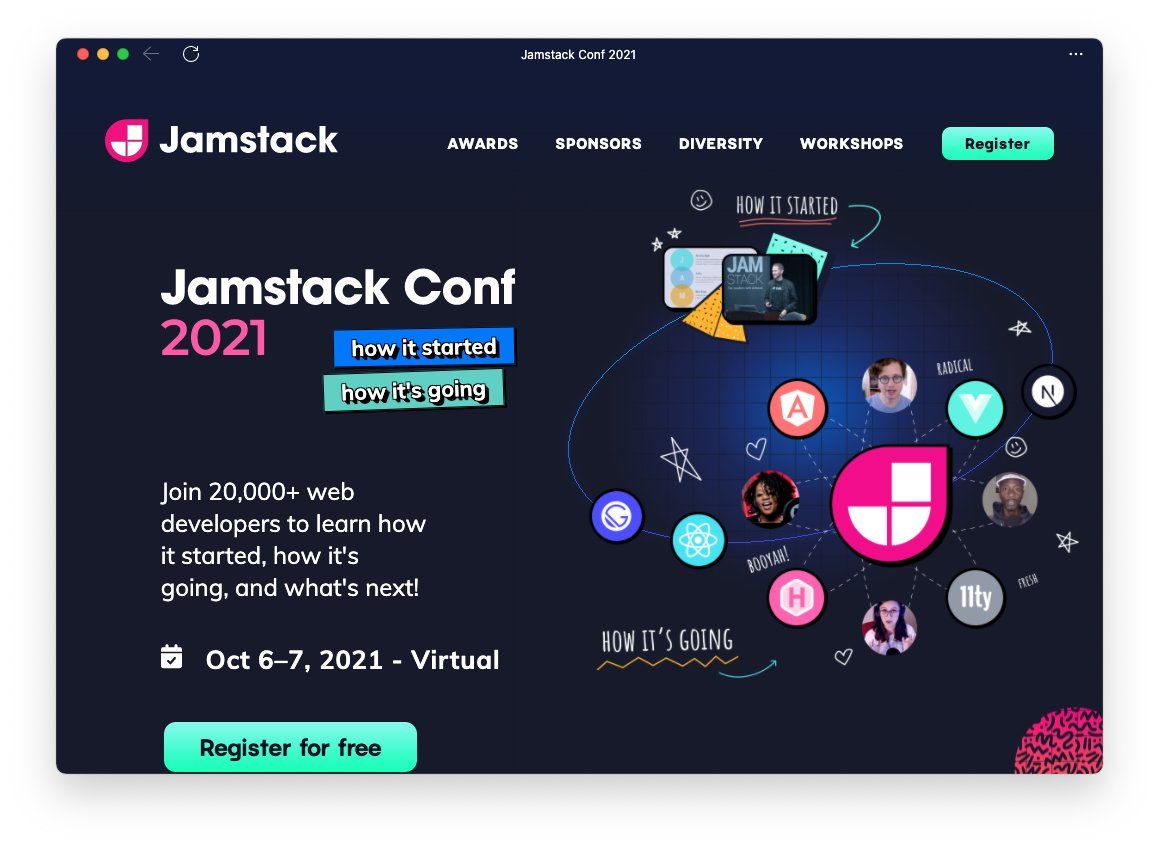 Jamstack Conf 2021
Jamstack
AWARDS
SPONSORS
DIVERSITY
WORKSHOPS
Register
HOW IT STARTED
JAM
STACK
Jamstack Conf
2021
how it started
how it's going
RADICAL
N
Join 20,000+ web
developers to learn how
it started, how it's
going, and what's next!
BOOYAH!
H
11ty
FRESH
HOW IT'S GOING
Oct 6–7, 2021 - Virtual
Register for free